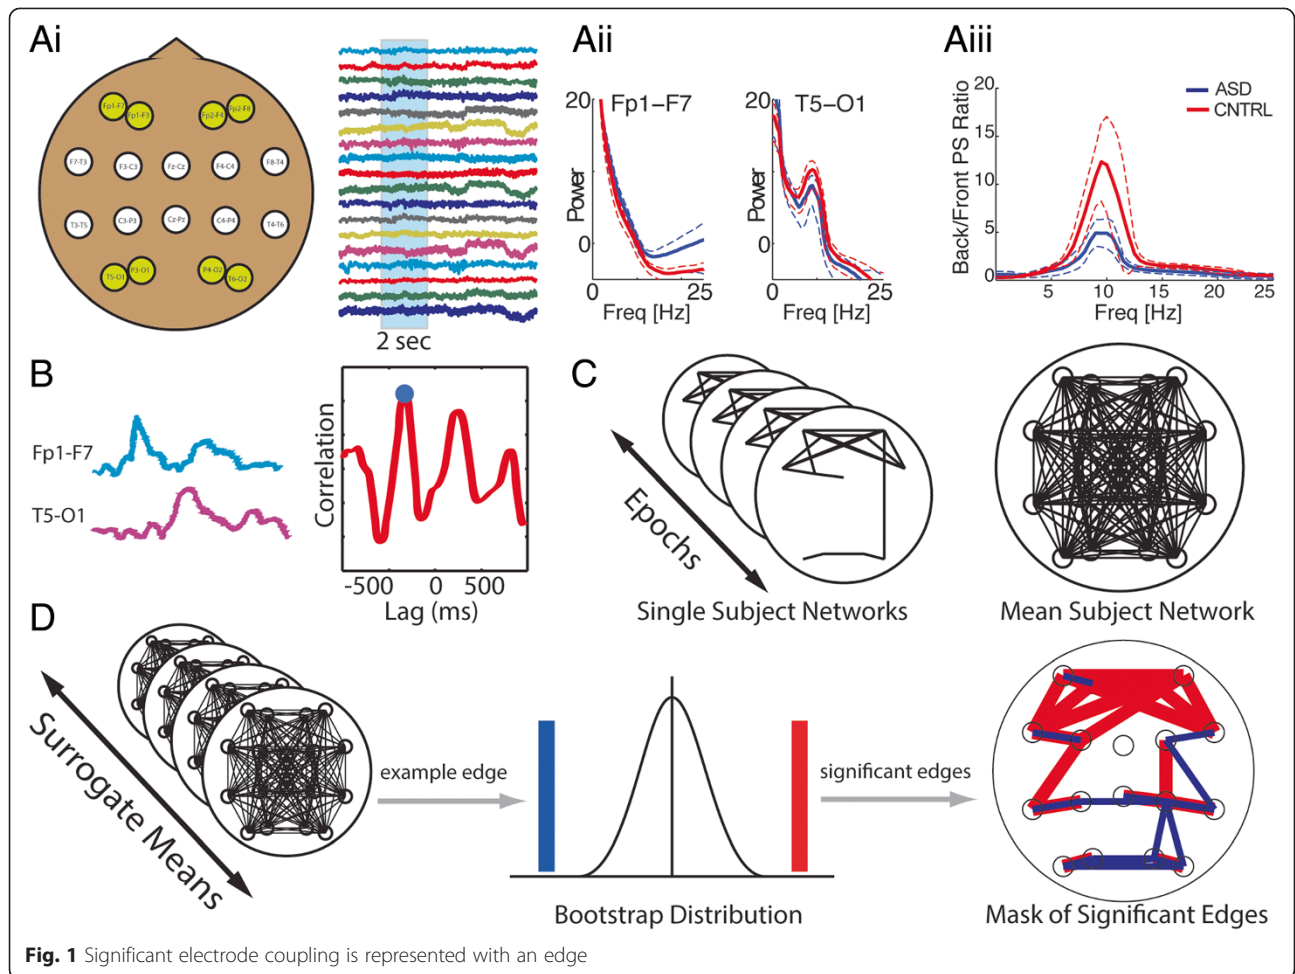 Ai
Fp1-F7
Fp1-F3
Fp2-F4
Fp2-F8
F7-T3
F3-C3
Fz-Cz
F4-C4
F8-T4
T3-T5
C3-P3
Cz-Pz
C4-P4
T4-T6
T5-O1
P3-O1
P4-O2
T6-O2
2 sec
Aii
20
Fp1–F7
Power
0
0
25
Freq [Hz]
20
T5–O1
Power
0
0
25
Freq [Hz]
Aiii
20
15
10
5
0
Back/Front PS Ratio
ASD
CNTRL
5
10
15
20
25
Freq [Hz]
B
Fp1-F7
T5-O1
Correlation
-500
0
500
Lag (ms)
C
Epochs
Single Subject Networks
Mean Subject Network
D
Surrogate Means
example edge
Bootstrap Distribution
significant edges
Mask of Significant Edges
Fig. 1 Significant electrode coupling is represented with an edge